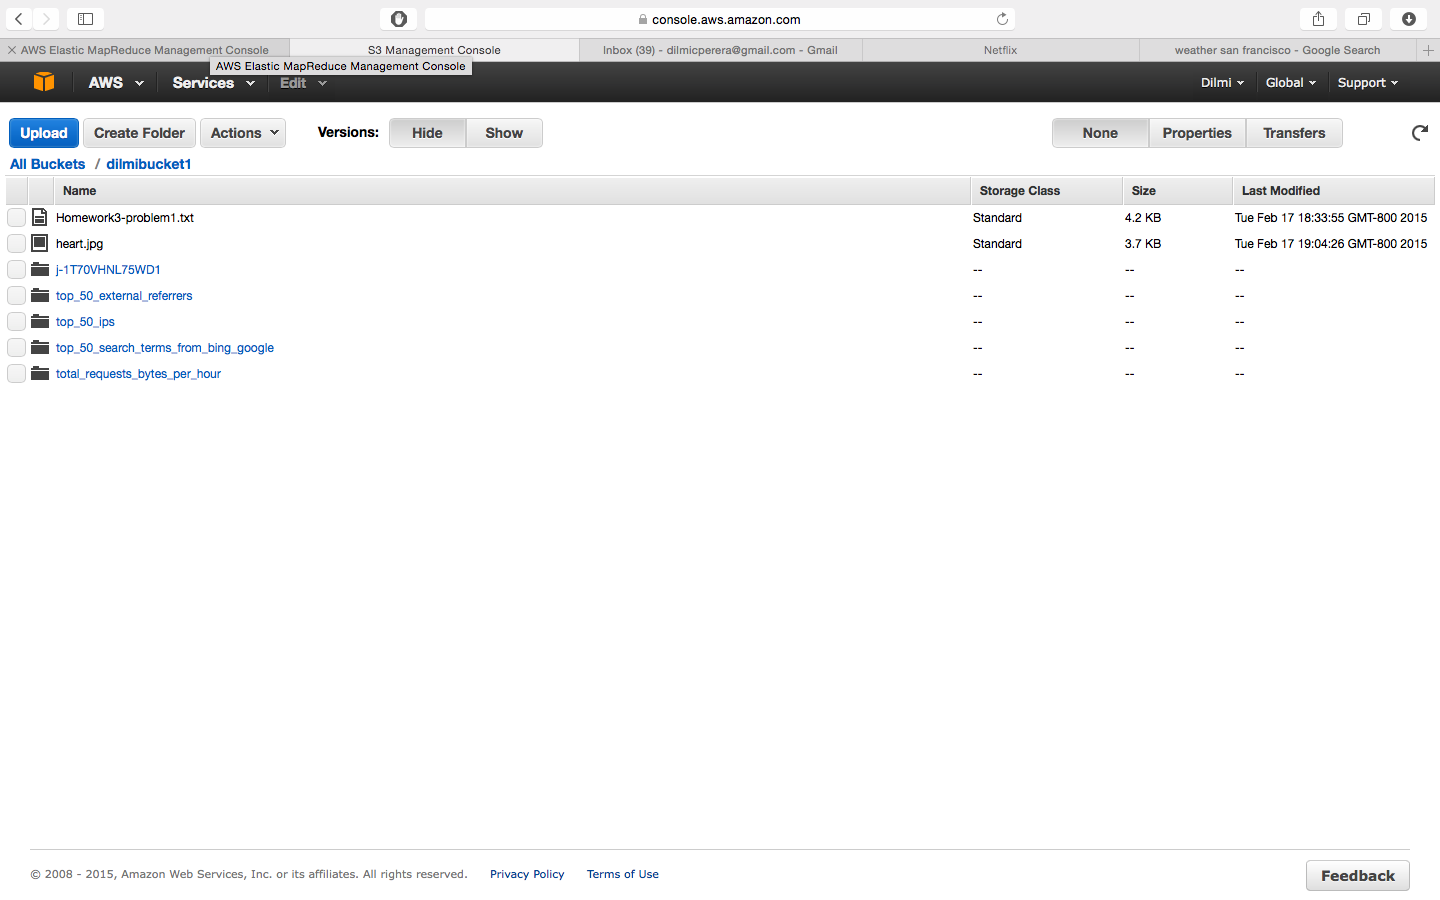 console.aws.amazon.com
AWS Elastic MapReduce Management Console
S3 Management Console
Inbox (39) - dilmicperera@gmail.com - Gmail
Netflix
weather san francisco - Google Search
AWS Elastic MapReduce Management Console
AWS Services Edit Dilmi Global Support
Upload Create Folder Actions Versions: Hide Show None Properties Transfers
All Buckets / dilmibucket1
Name Storage Class Size Last Modified
Homework3-problem1.txt Standard 4.2 KB Tue Feb 17 18:33:55 GMT-800 2015
heart.jpg Standard 3.7 KB Tue Feb 17 19:04:26 GMT-800 2015
j-1T70VHNL75WD1 -- -- --
top_50_external_referrers -- -- --
top_50_ips -- -- --
top_50_search_terms_from_bing_google -- -- --
total_requests_bytes_per_hour -- -- --
© 2008 - 2015, Amazon Web Services, Inc. or its affiliates. All rights reserved. Privacy Policy Terms of Use Feedback